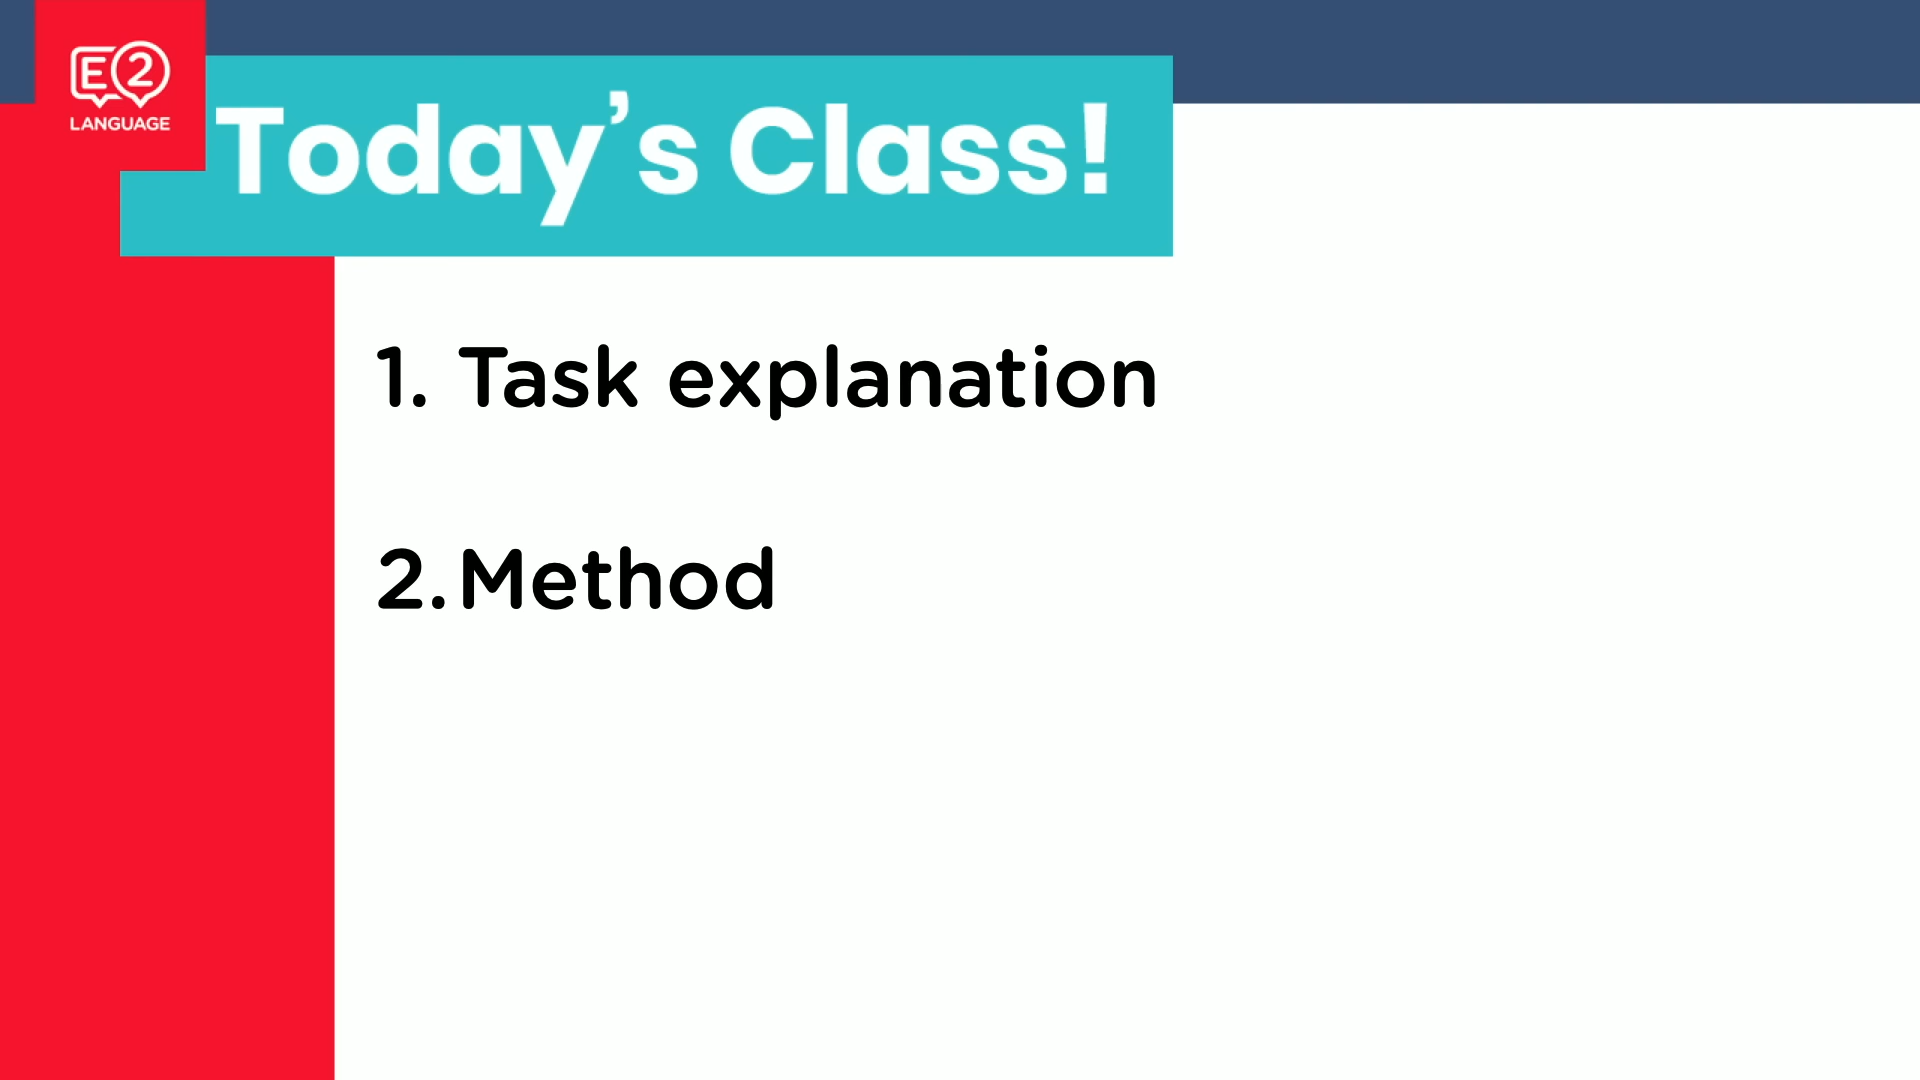 E2
LANGUAGE
Today’s Class!
1. Task explanation
2. Method